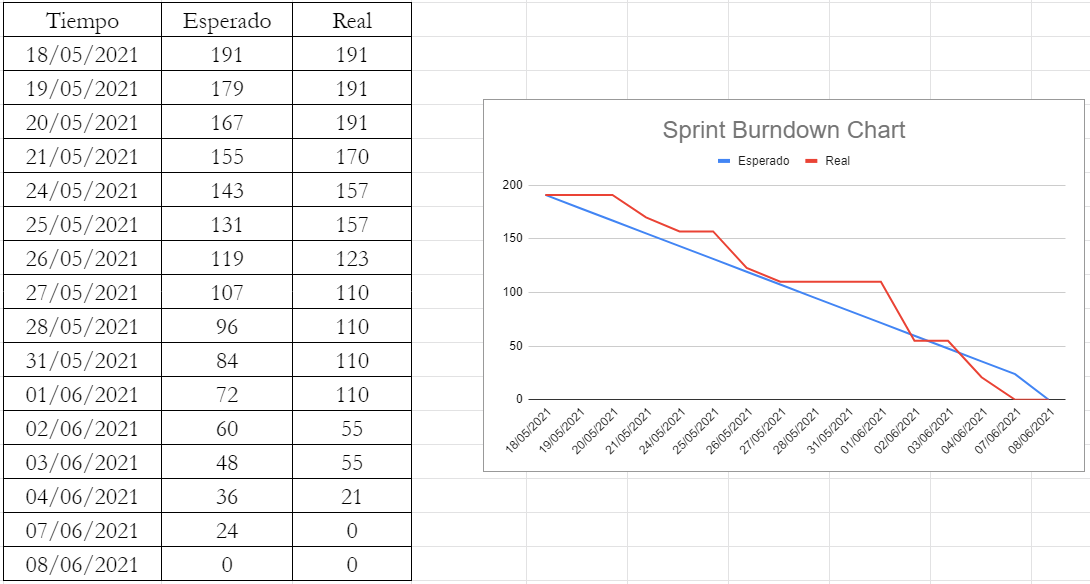 Tiempo Esperado Real
18/05/2021 191 191
19/05/2021 179 191
20/05/2021 167 191
21/05/2021 155 170
24/05/2021 143 157
25/05/2021 131 157
26/05/2021 119 123
27/05/2021 107 110
28/05/2021 96 110
31/05/2021 84 110
01/06/2021 72 110
02/06/2021 60 55
03/06/2021 48 55
04/06/2021 36 21
07/06/2021 24 0
08/06/2021 0 0
Sprint Burndown Chart
Esperado Real
200
150
100
50
0
18/05/2021
19/05/2021
20/05/2021
21/05/2021
24/05/2021
25/05/2021
26/05/2021
27/05/2021
28/05/2021
31/05/2021
01/06/2021
02/06/2021
03/06/2021
04/06/2021
07/06/2021
08/06/2021